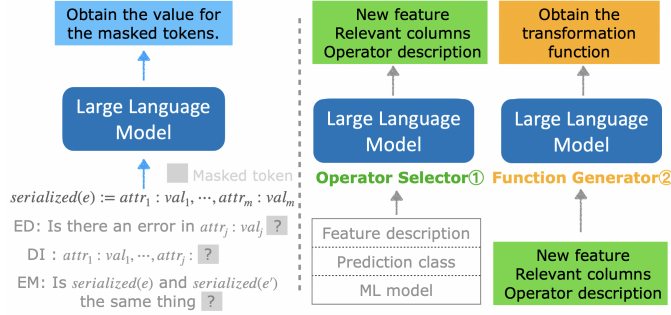 Obtain the value for
the masked tokens.
Large Language
Model
Masked token
serialized(e) := attr₁ : val₁, ⋯, attrₘ : valₘ
ED: Is there an error in attrⱼ : valⱼ ?
DI : attr₁ : val₁, ⋯, attrⱼ : ?
EM: Is serialized(e) and serialized(e′)
the same thing ?
New feature
Relevant columns
Operator description
Large Language
Model
Operator Selector①
Feature description
Prediction class
ML model
Obtain the
transformation
function
Large Language
Model
Function Generator②
New feature
Relevant columns
Operator description